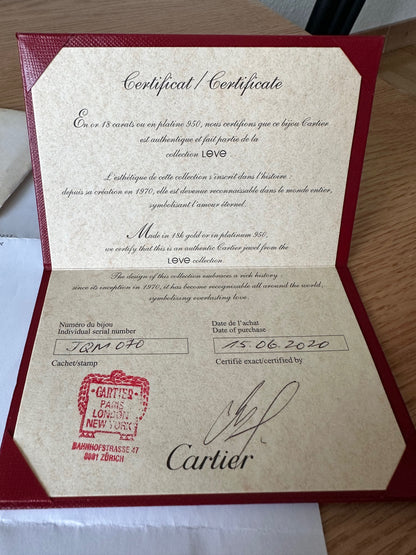 Certificat / Certificate
En or 18 carats ou en platine 950, nous certifions que ce bijou Cartier
est authentique et fait partie de la
collection LOVE.
L'esthétique de cette collection s'inscrit dans l'histoire :
depuis sa création en 1970, elle est devenue reconnaissable dans le monde entier,
symbolisant l'amour éternel.
Made in 18k gold or in platinum 950,
we certify that this is an authentic Cartier jewel from the
LOVE collection.
The design of this collection embraces a rich history :
since its inception in 1970, it has become recognizable all around the world,
symbolizing everlasting love.
Numéro du bijou
Individual serial number
JQM070
Date de l'achat
Date of purchase
15.06.2020
Cachet/stamp
Certifié exact/certified by
CARTIER
PARIS
LONDON
NEW YORK
BAHNHOFSTRASSE 47
8001 ZÜRICH
Cartier